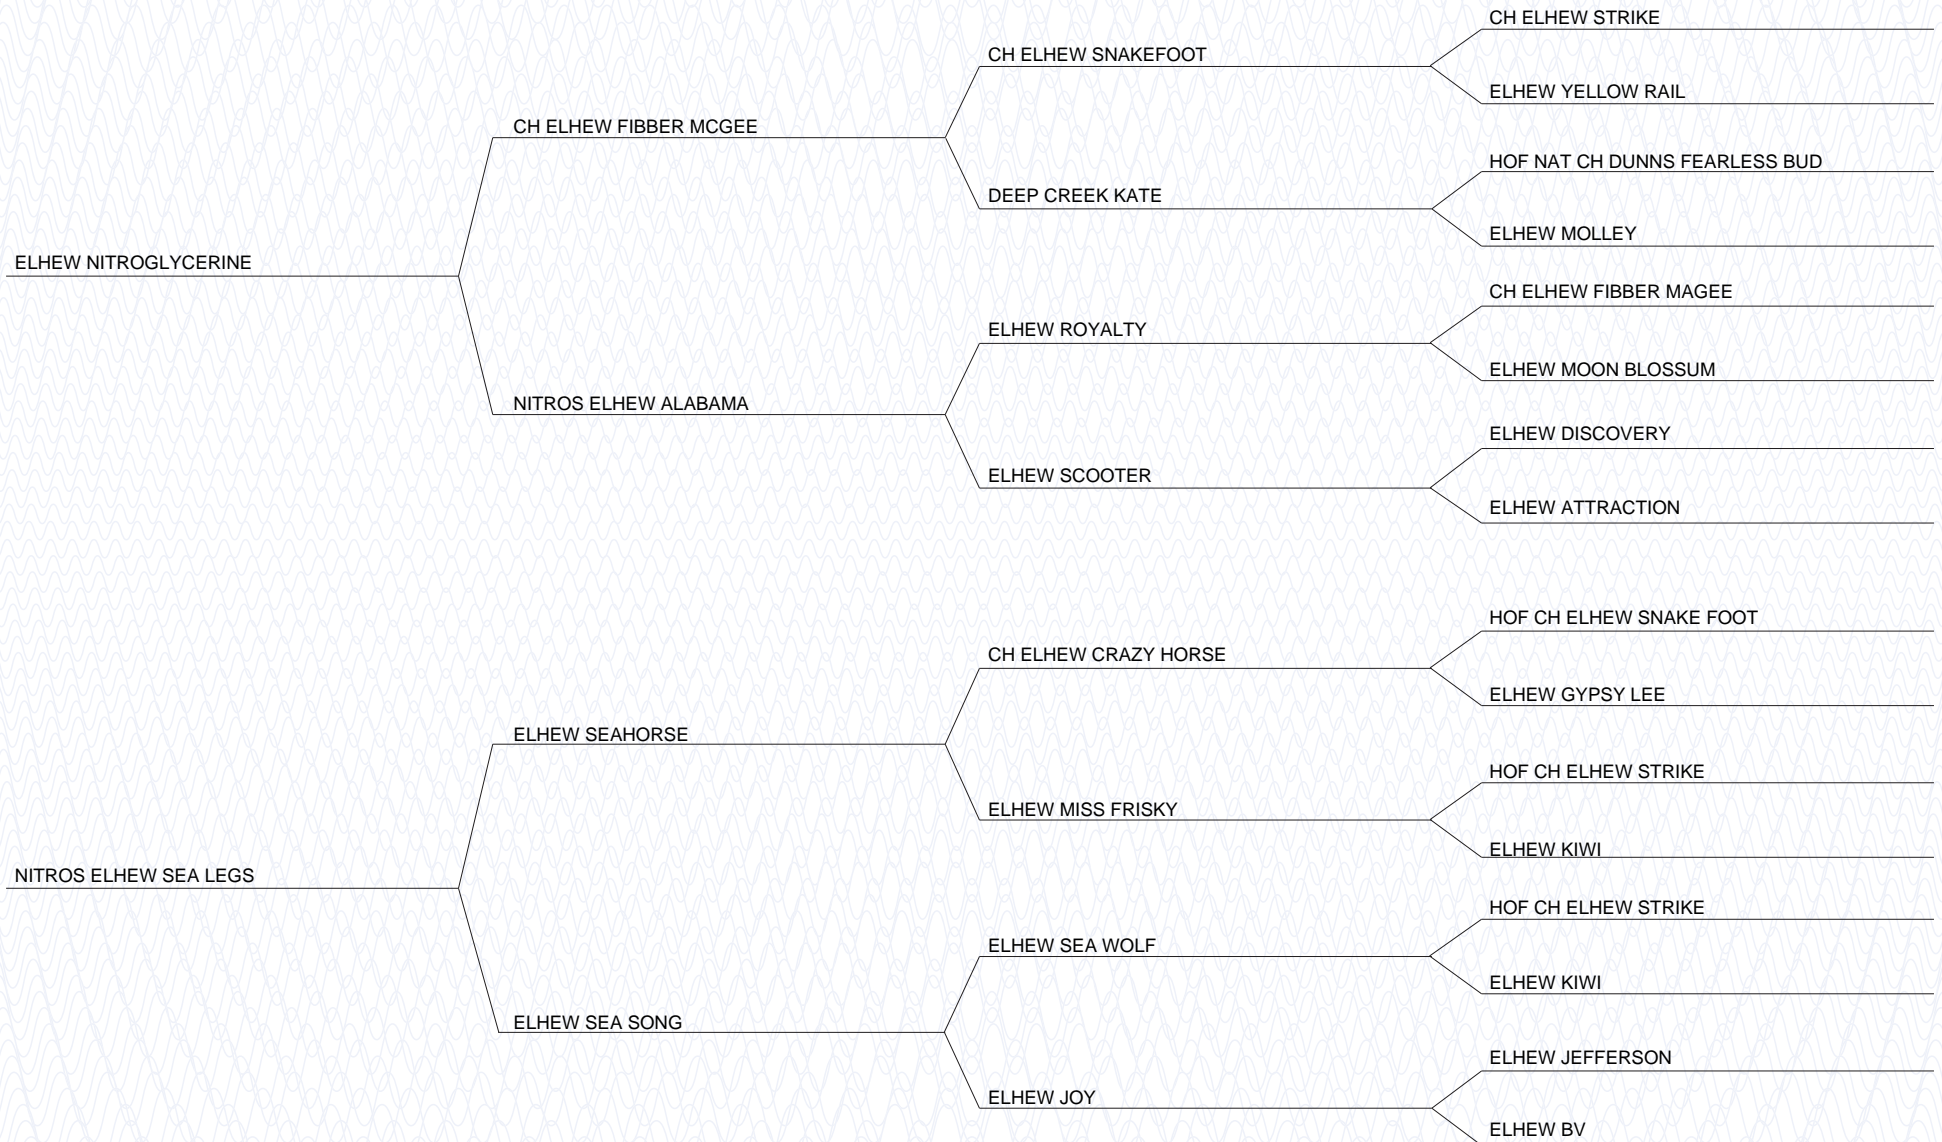 CH ELHEW STRIKE
CH ELHEW SNAKEFOOT
ELHEW YELLOW RAIL
CH ELHEW FIBBER MCGEE
HOF NAT CH DUNNS FEARLESS BUD
DEEP CREEK KATE
ELHEW MOLLEY
ELHEW NITROGLYCERINE
CH ELHEW FIBBER MAGEE
ELHEW ROYALTY
ELHEW MOON BLOSSUM
NITROS ELHEW ALABAMA
ELHEW DISCOVERY
ELHEW SCOOTER
ELHEW ATTRACTION
HOF CH ELHEW SNAKE FOOT
CH ELHEW CRAZY HORSE
ELHEW GYPSY LEE
ELHEW SEAHORSE
HOF CH ELHEW STRIKE
ELHEW MISS FRISKY
ELHEW KIWI
NITROS ELHEW SEA LEGS
HOF CH ELHEW STRIKE
ELHEW SEA WOLF
ELHEW KIWI
ELHEW SEA SONG
ELHEW JEFFERSON
ELHEW JOY
ELHEW BV